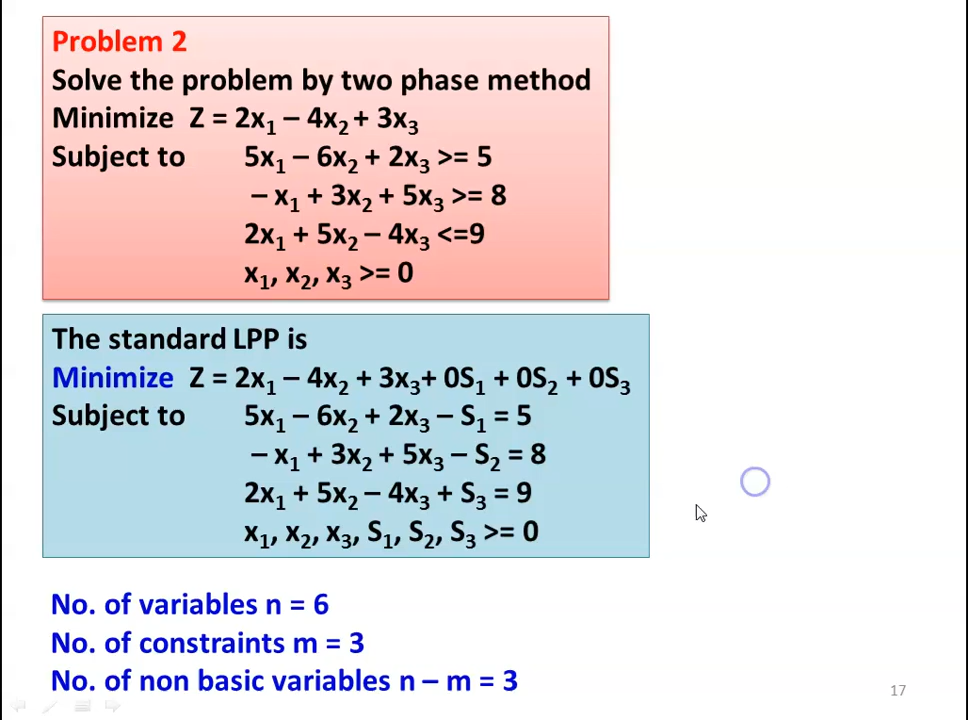 Problem 2
Solve the problem by two phase method
Minimize Z = 2x₁ – 4x₂ + 3x₃
Subject to 5x₁ – 6x₂ + 2x₃ >= 5
– x₁ + 3x₂ + 5x₃ >= 8
2x₁ + 5x₂ – 4x₃ <=9
x₁, x₂, x₃ >= 0
The standard LPP is
Minimize Z = 2x₁ – 4x₂ + 3x₃+ 0S₁ + 0S₂ + 0S₃
Subject to 5x₁ – 6x₂ + 2x₃ – S₁ = 5
– x₁ + 3x₂ + 5x₃ – S₂ = 8
2x₁ + 5x₂ – 4x₃ + S₃ = 9
x₁, x₂, x₃, S₁, S₂, S₃ >= 0
No. of variables n = 6
No. of constraints m = 3
No. of non basic variables n – m = 3
17